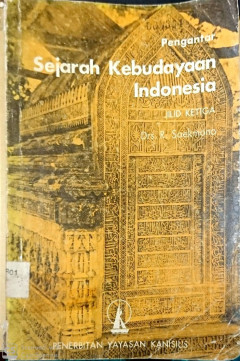 Pengantar
Sejarah Kebudayaan
Indonesia
JILID KETIGA
Drs. R. Soekmono
PENERBITAN YAYASAN KANISIUS